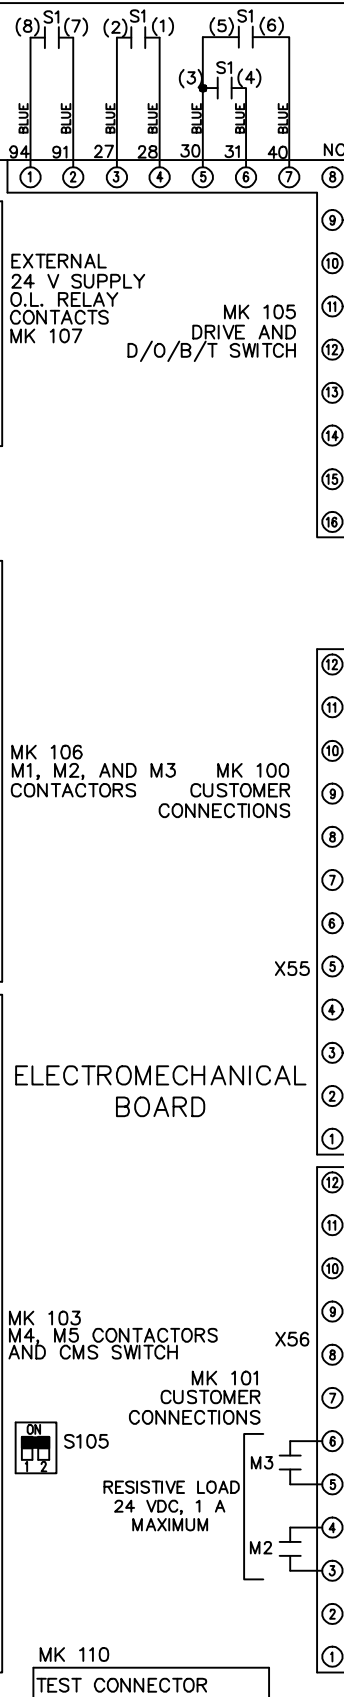 S1 S1 S1
(8) (7) (2) (1) (5) (6)
S1
(3) (4)
BLUE BLUE BLUE BLUE BLUE BLUE BLUE
94 91 27 28 30 31 40 NC
1 2 3 4 5 6 7 8
9
EXTERNAL
24 V SUPPLY
O.L. RELAY
CONTACTS
MK 107
MK 105
DRIVE AND
D/O/B/T SWITCH
10
11
12
13
14
15
16
12
11
10
MK 106
M1, M2, AND M3
CONTACTORS
MK 100
CUSTOMER
CONNECTIONS
9
8
7
6
X55 5
4
3
ELECTROMECHANICAL
BOARD
2
1
12
11
10
9
MK 103
M4, M5 CONTACTORS
AND CMS SWITCH
X56
8
MK 101
CUSTOMER
CONNECTIONS
7
ON
1 2
S105
6
M3
5
RESISTIVE LOAD
24 VDC, 1 A
MAXIMUM
4
M2
3
2
1
MK 110
TEST CONNECTOR